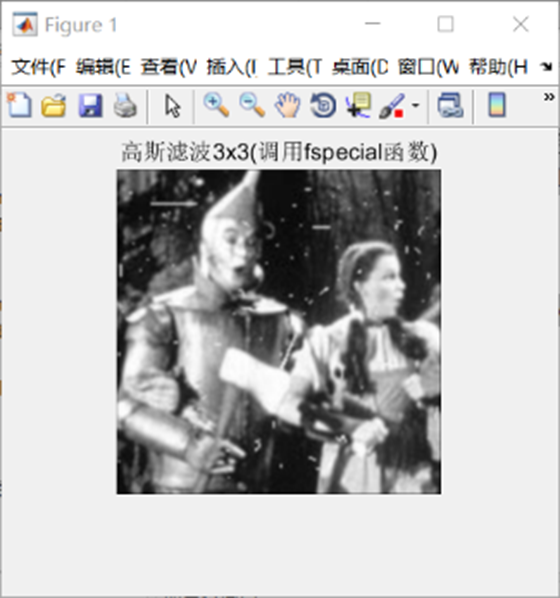 Figure 1
文件(F 编辑(E 查看(V 插入(I 工具(T 桌面(D 窗口(W 帮助(H
高斯滤波3x3(调用fspecial函数)